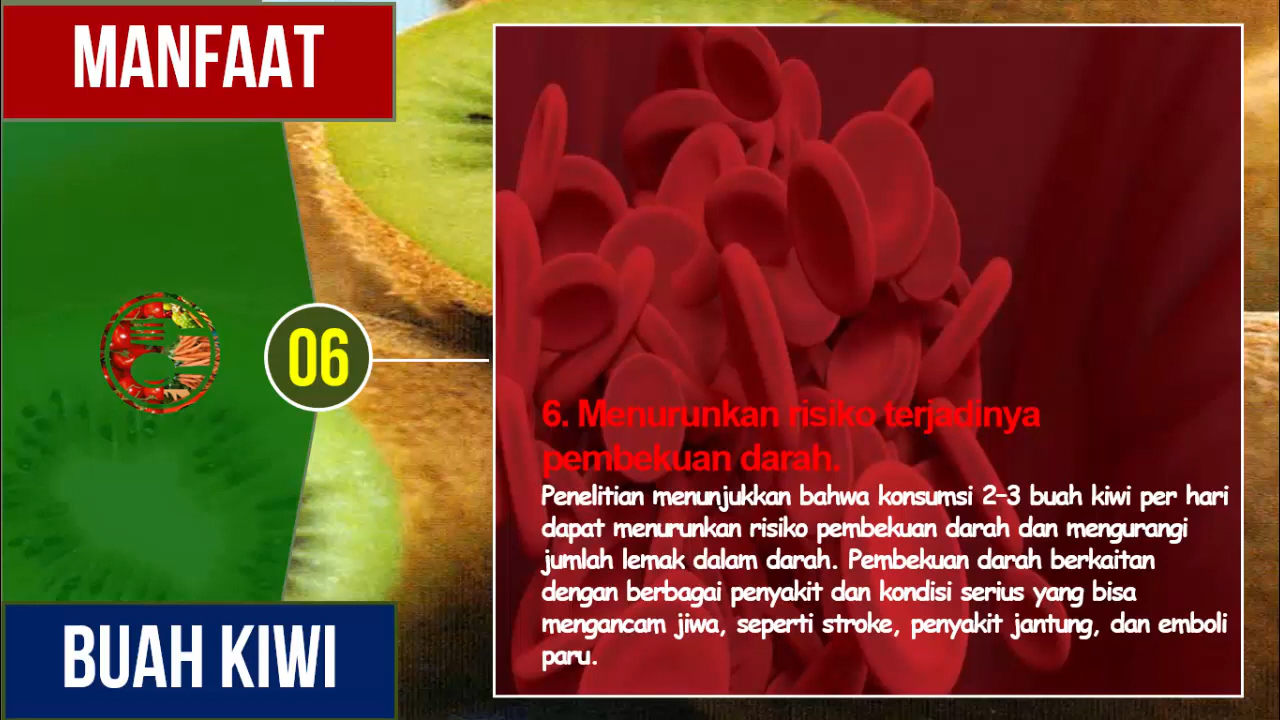 MANFAAT
06
BUAH KIWI
6. Menurunkan risiko terjadinya
pembekuan darah.
Penelitian menunjukkan bahwa konsumsi 2-3 buah kiwi per hari
dapat menurunkan risiko pembekuan darah dan mengurangi
jumlah lemak dalam darah. Pembekuan darah berkaitan
dengan berbagai penyakit dan kondisi serius yang bisa
mengancam jiwa, seperti stroke, penyakit jantung, dan emboli
paru.